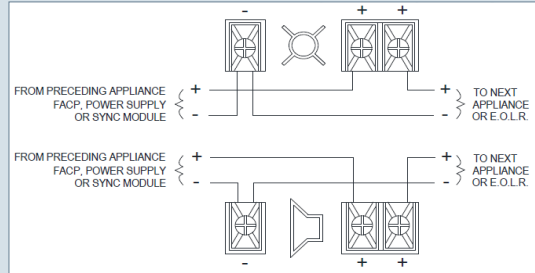 - + +
FROM PRECEDING APPLIANCE + + TO NEXT
FACP, POWER SUPPLY APPLIANCE
OR SYNC MODULE - - OR E.O.L.R.
FROM PRECEDING APPLIANCE + + TO NEXT
FACP, POWER SUPPLY APPLIANCE
OR SYNC MODULE - - OR E.O.L.R.
- + +